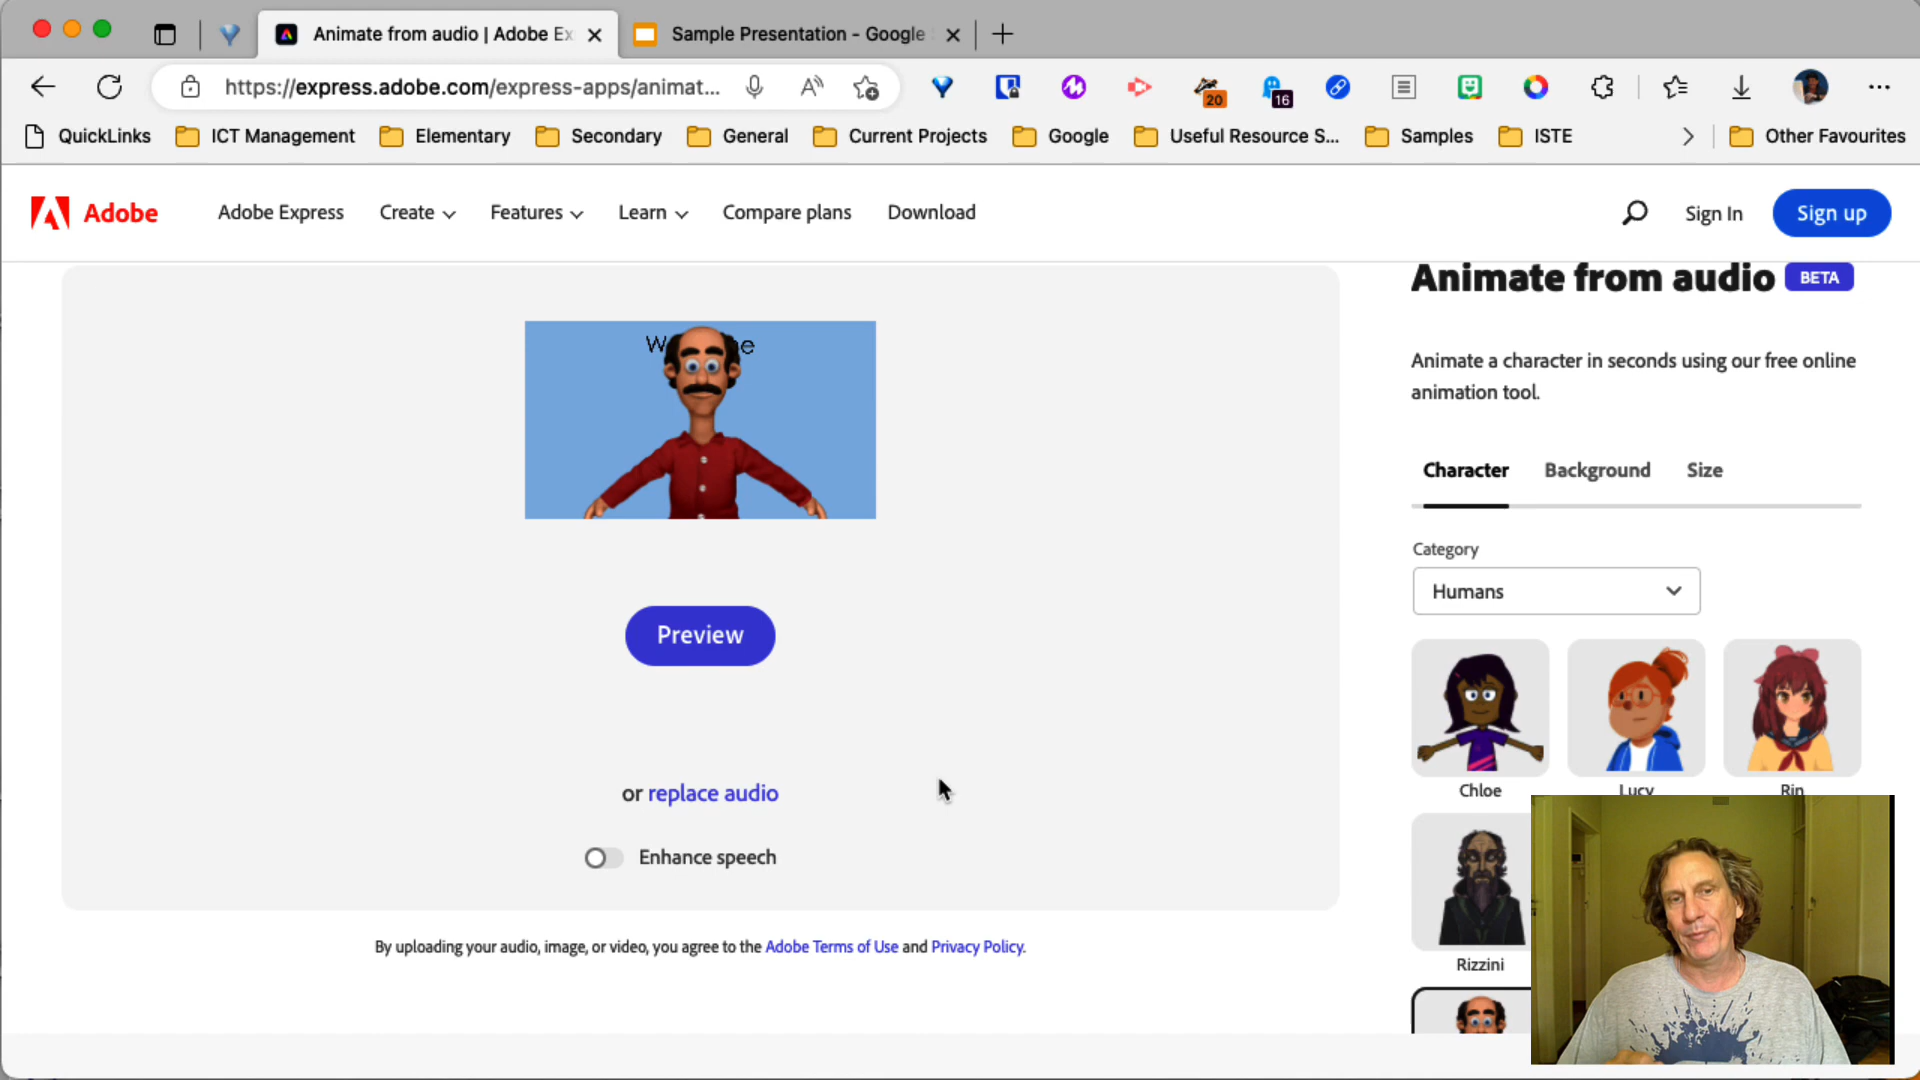 Animate from audio | Adobe Ex
Sample Presentation - Google
https://express.adobe.com/express-apps/animat...
20
16
QuickLinks
ICT Management
Elementary
Secondary
General
Current Projects
Google
Useful Resource S...
Samples
ISTE
Other Favourites
Adobe
Adobe Express
Create
Features
Learn
Compare plans
Download
Sign In
Sign up
Animate from audio BETA
Animate a character in seconds using our free online
animation tool.
Character
Background
Size
Category
Humans
Preview
or replace audio
Enhance speech
Chloe
Lucy
Rin
Rizzini
By uploading your audio, image, or video, you agree to the Adobe Terms of Use and Privacy Policy.